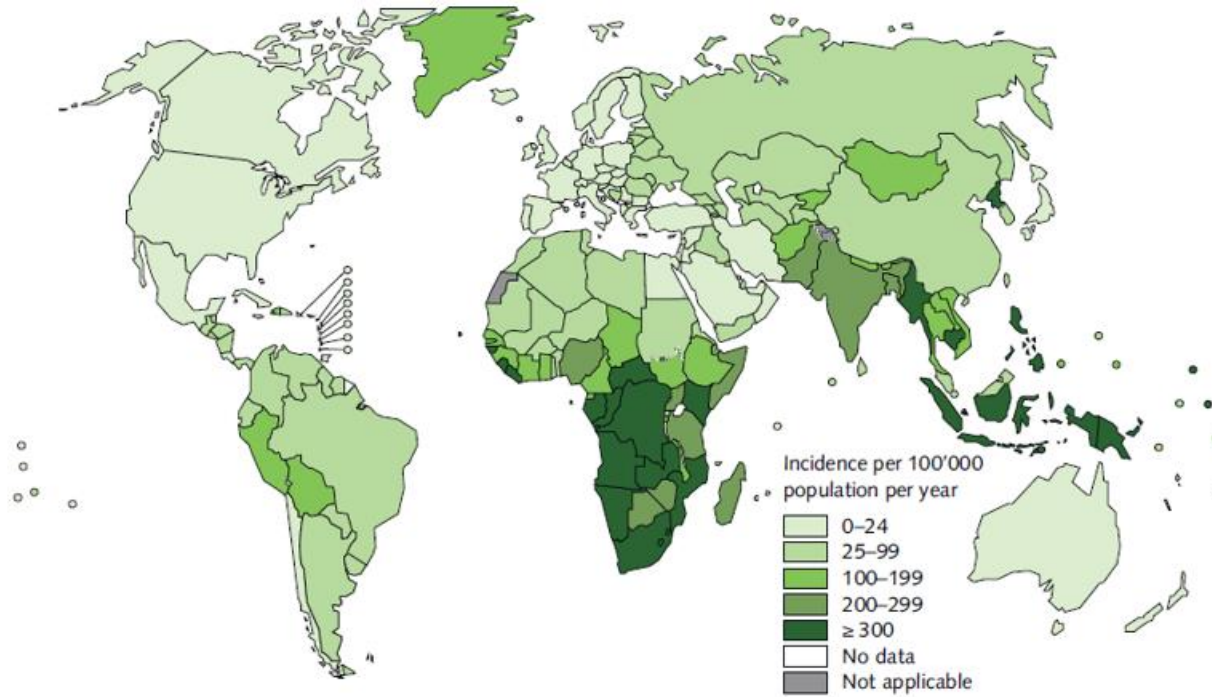 Incidence per 100'000
population per year
0–24
25–99
100–199
200–299
≥ 300
No data
Not applicable